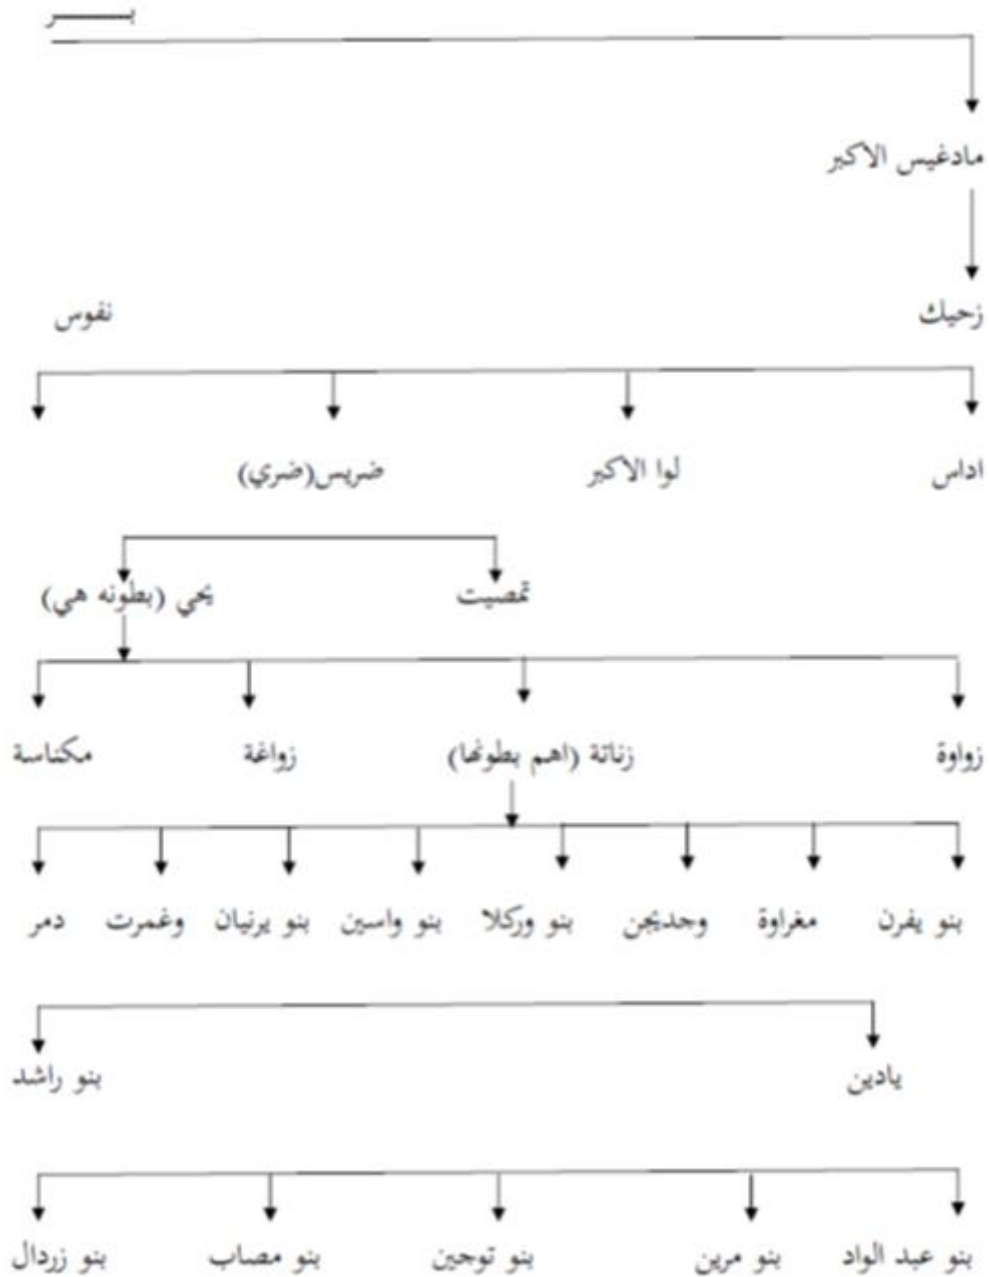 بر
مادغيس الاكبر
زحيك نفوس
اداس لوا الاكبر ضريس(ضري)
تمصيت يحي (بطونه هي)
زواوة زناتة (اهم بطونها) زواغة مكناسة
بنو يفرن مغراوة وجديجن بنو وركلا بنو واسين بنو يرنيان وغمرت دمر
يادين بنو راشد
بنو عبد الواد بنو مرين بنو توجين بنو مصاب بنو زردال